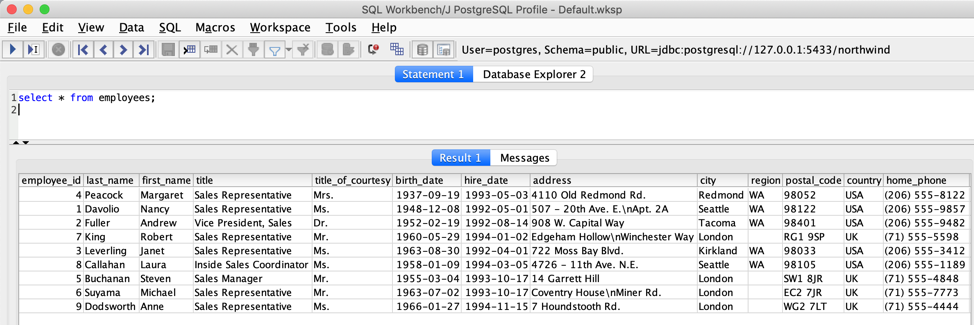 SQL Workbench/J PostgreSQL Profile - Default.wksp
File Edit View Data SQL Macros Workspace Tools Help
User=postgres, Schema=public, URL=jdbc:postgresql://127.0.0.1:5433/northwind
Statement 1 Database Explorer 2
1 select * from employees;
2
Result 1 Messages
employee_id last_name first_name title title_of_courtesy birth_date hire_date address city region postal_code country home_phone
4 Peacock Margaret Sales Representative Mrs. 1937-09-19 1993-05-03 4110 Old Redmond Rd. Redmond WA 98052 USA (206) 555-8122
1 Davolio Nancy Sales Representative Ms. 1948-12-08 1992-05-01 507 - 20th Ave. E.\nApt. 2A Seattle WA 98122 USA (206) 555-9857
2 Fuller Andrew Vice President, Sales Dr. 1952-02-19 1992-08-14 908 W. Capital Way Tacoma WA 98401 USA (206) 555-9482
7 King Robert Sales Representative Mr. 1960-05-29 1994-01-02 Edgeham Hollow\nWinchester Way London RG1 9SP UK (71) 555-5598
3 Leverling Janet Sales Representative Ms. 1963-08-30 1992-04-01 722 Moss Bay Blvd. Kirkland WA 98033 USA (206) 555-3412
8 Callahan Laura Inside Sales Coordinator Ms. 1958-01-09 1994-03-05 4726 - 11th Ave. N.E. Seattle WA 98105 USA (206) 555-1189
5 Buchanan Steven Sales Manager Mr. 1955-03-04 1993-10-17 14 Garrett Hill London SW1 8JR UK (71) 555-4848
6 Suyama Michael Sales Representative Mr. 1963-07-02 1993-10-17 Coventry House\nMiner Rd. London EC2 7JR UK (71) 555-7773
9 Dodsworth Anne Sales Representative Ms. 1966-01-27 1994-11-15 7 Houndstooth Rd. London WG2 7LT UK (71) 555-4444